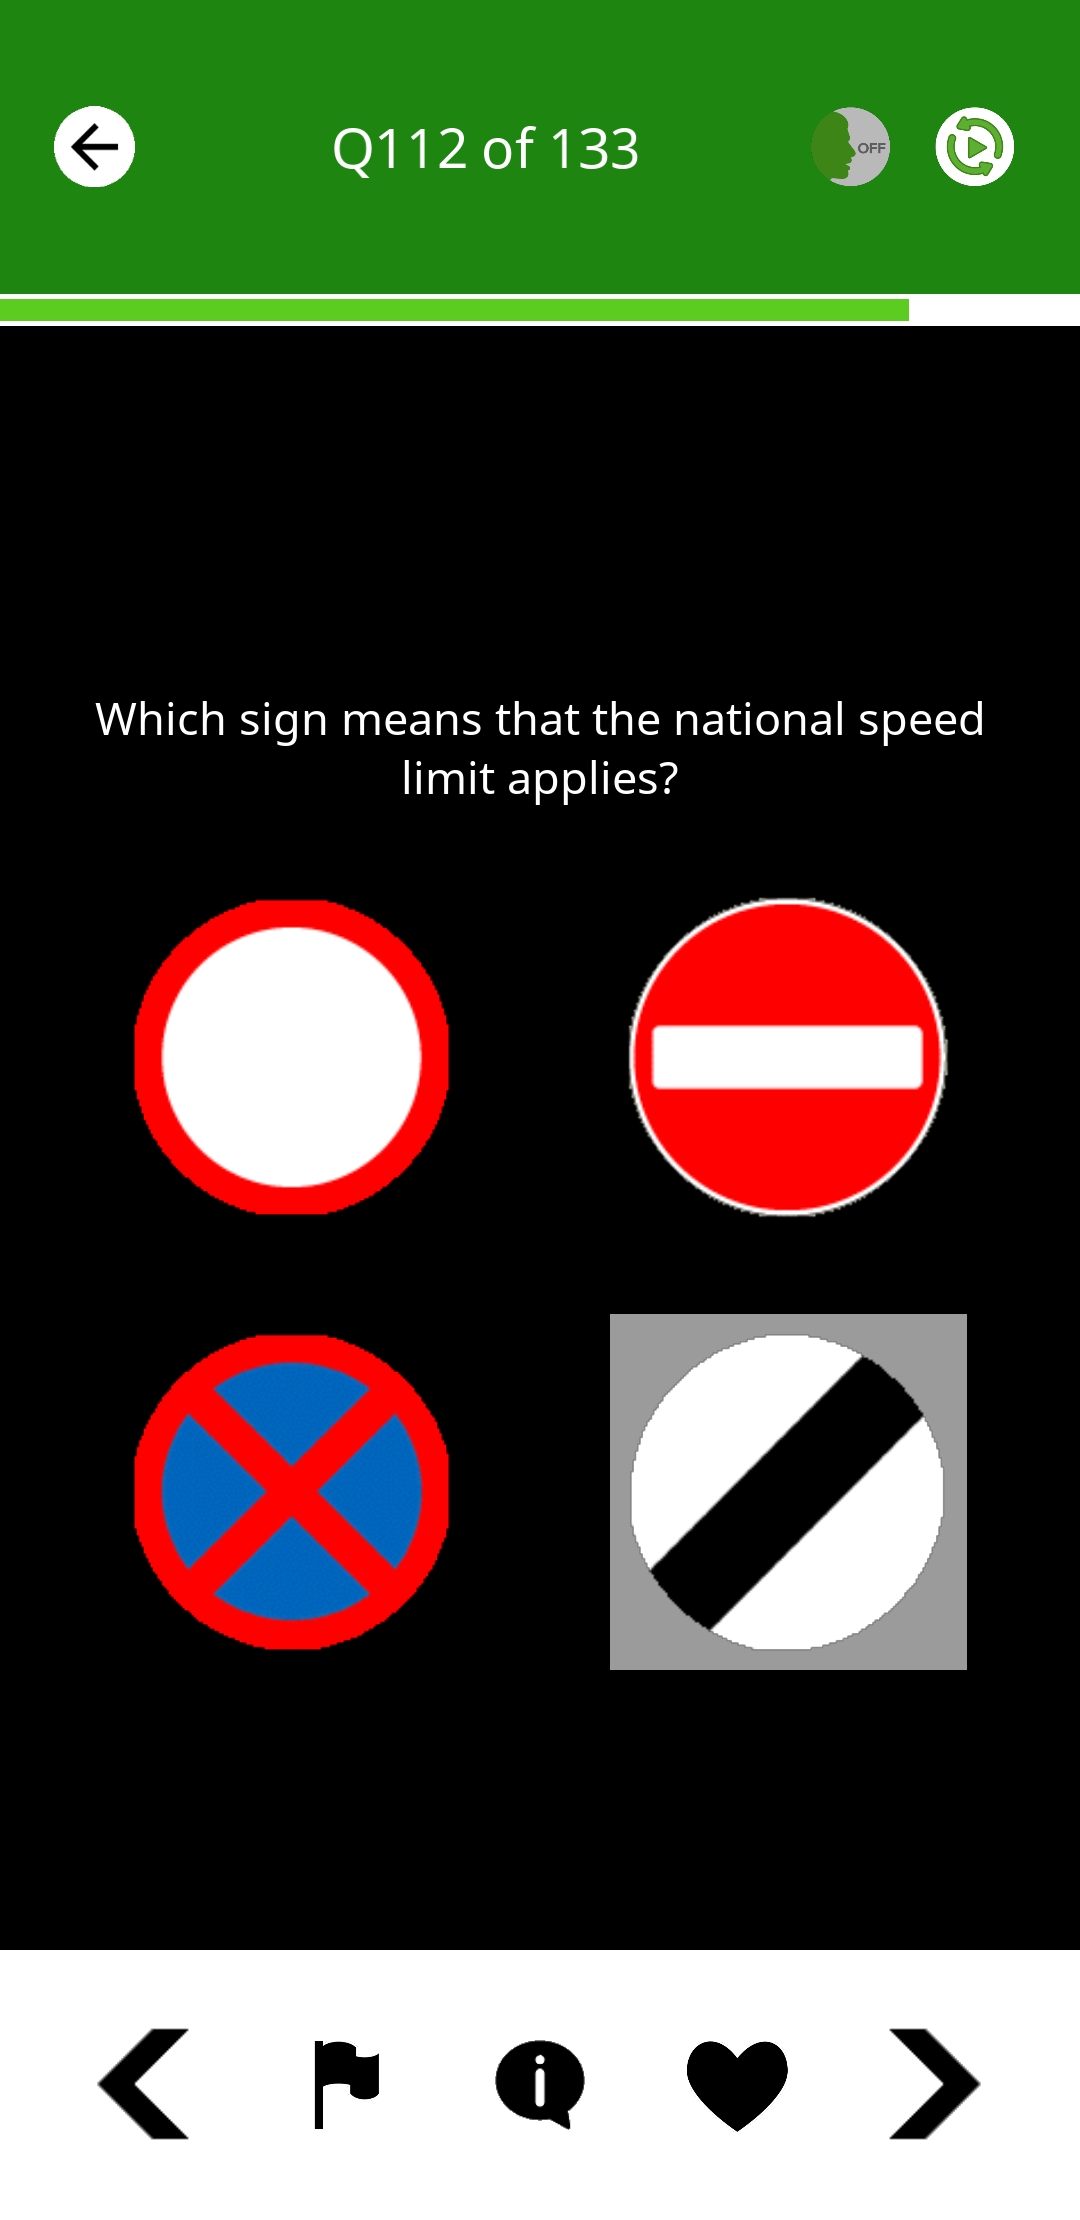 Q112 of 133
OFF
Which sign means that the national speed
limit applies?